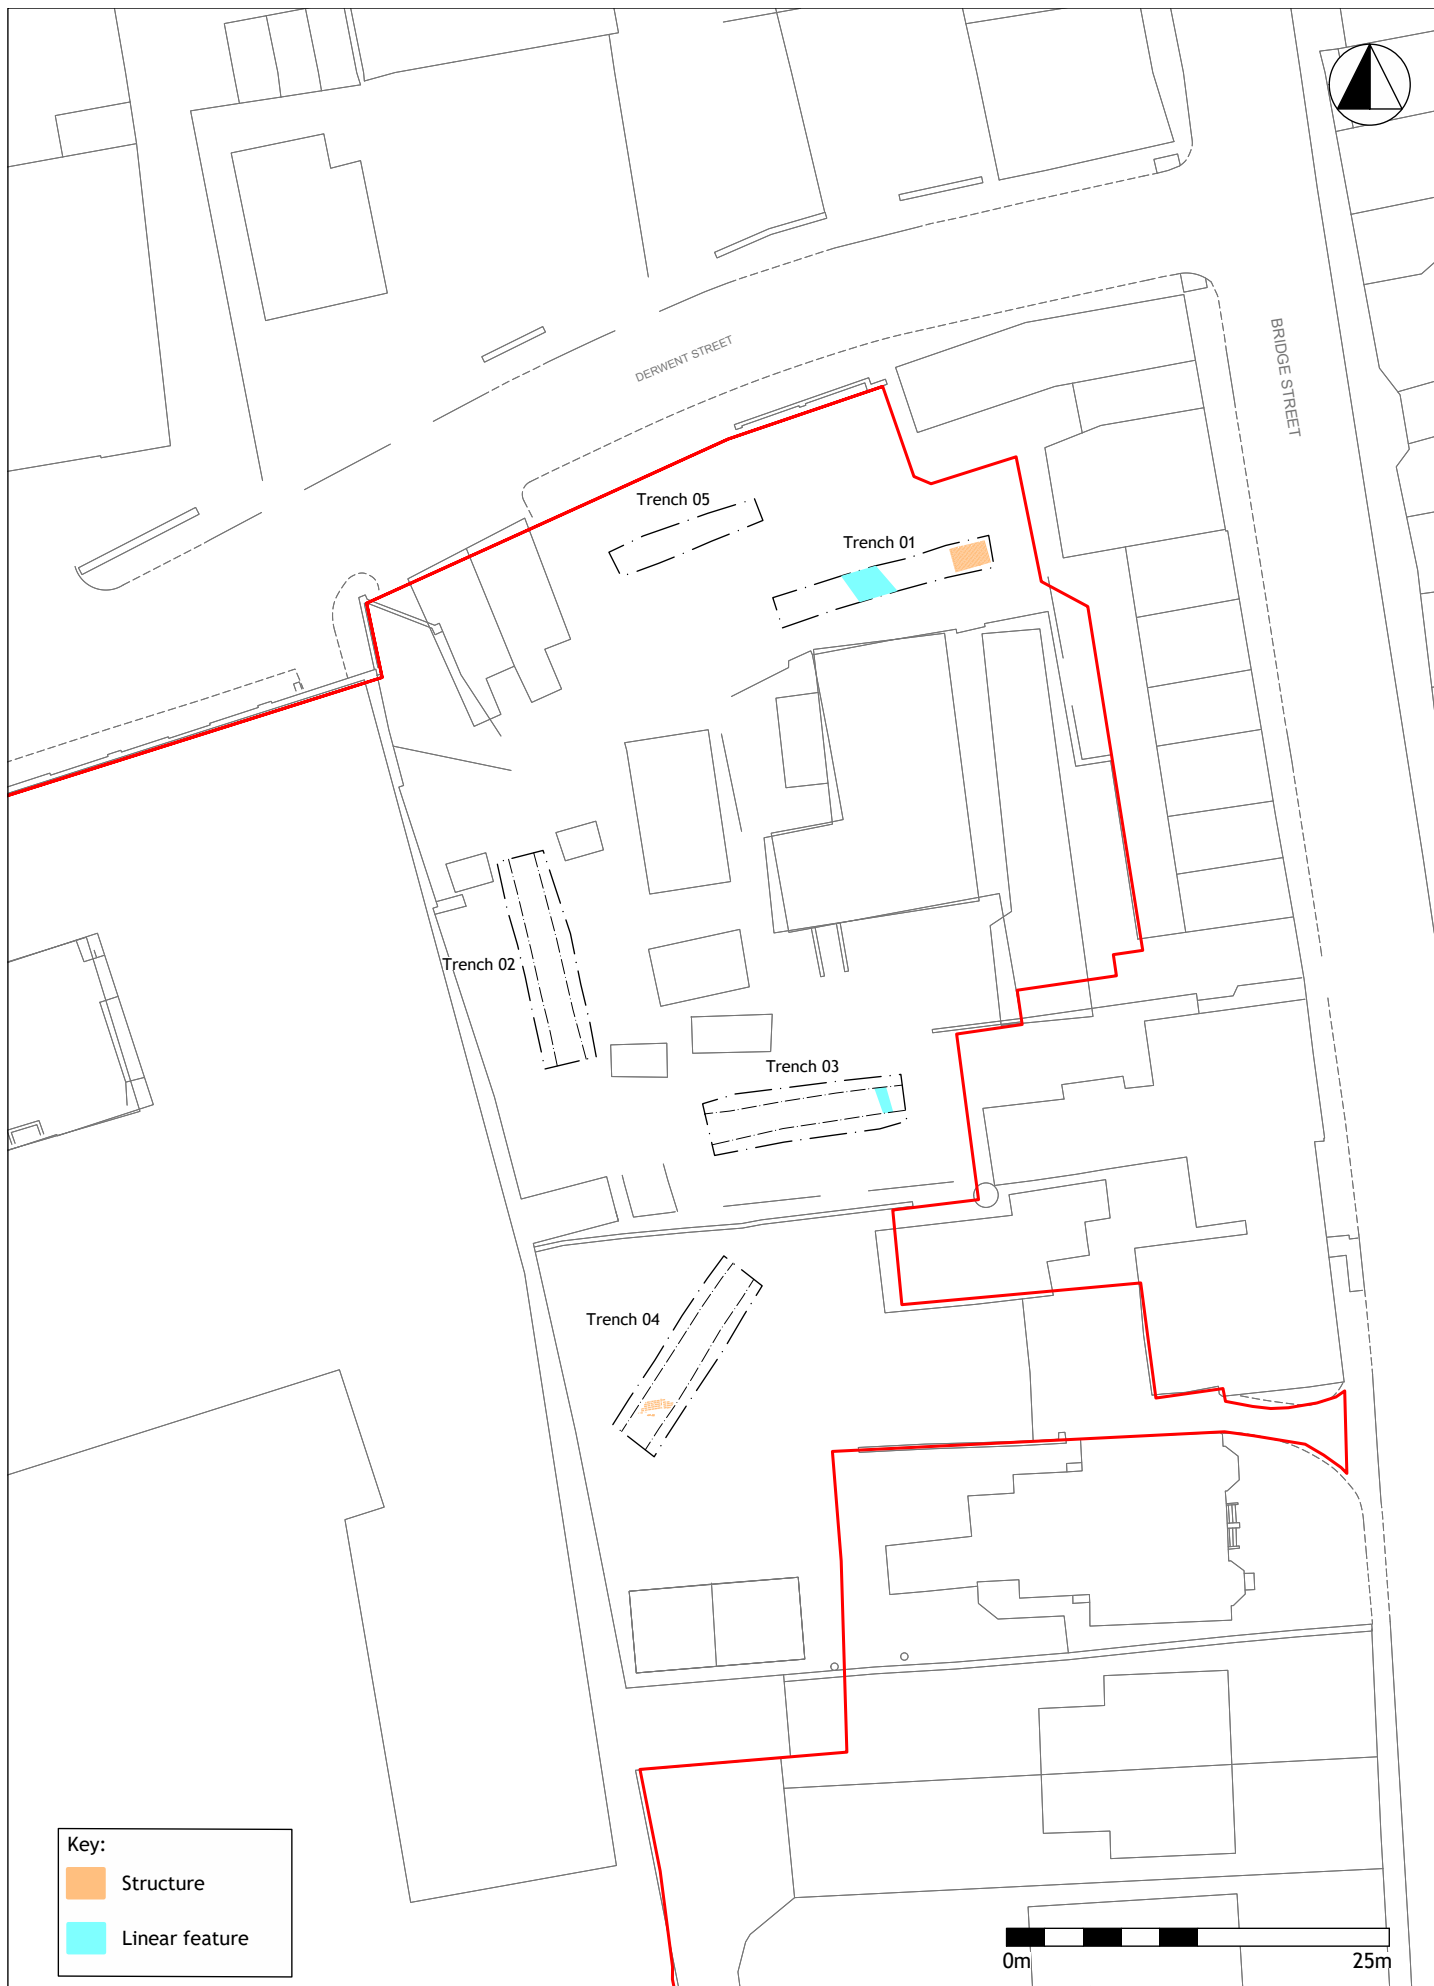 DERWENT STREET
BRIDGE STREET
Trench 05
Trench 01
Trench 02
Trench 03
Trench 04
Key:
Structure
Linear feature
0m 25m